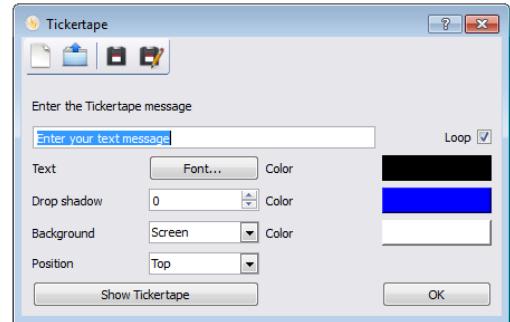 Tickertape
?
Enter the Tickertape message
Enter your text message
Loop
Text Font... Color
Drop shadow 0 Color
Background Screen Color
Position Top
Show Tickertape OK